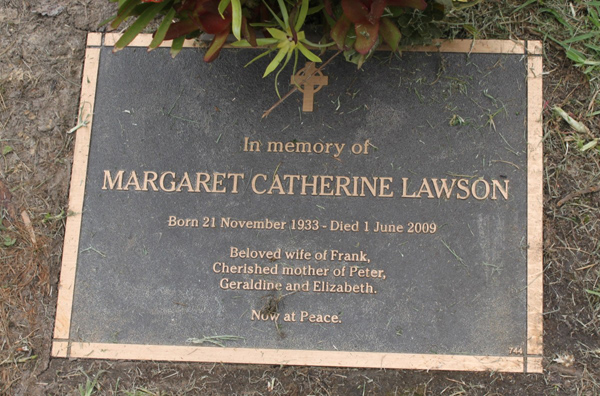 In memory of
MARGARET CATHERINE LAWSON
Born 21 November 1933 - Died 1 June 2009
Beloved wife of Frank,
Cherished mother of Peter,
Geraldine and Elizabeth.
Now at Peace.
744